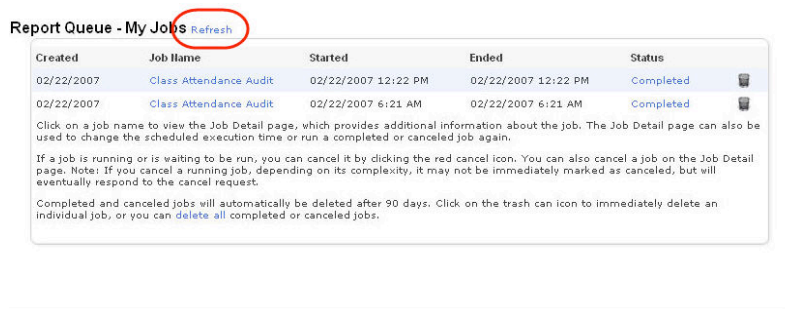 Report Queue - My Jobs Refresh
Created Job Name Started Ended Status
02/22/2007 Class Attendance Audit 02/22/2007 12:22 PM 02/22/2007 12:22 PM Completed
02/22/2007 Class Attendance Audit 02/22/2007 6:21 AM 02/22/2007 6:21 AM Completed
Click on a job name to view the Job Detail page, which provides additional information about the job. The Job Detail page can also be
used to change the scheduled execution time or run a completed or canceled job again.
If a job is running or is waiting to be run, you can cancel it by clicking the red cancel icon. You can also cancel a job on the Job Detail
page. Note: If you cancel a running job, depending on its complexity, it may not be immediately marked as canceled, but will
eventually respond to the cancel request.
Completed and canceled jobs will automatically be deleted after 90 days. Click on the trash can icon to immediately delete an
individual job, or you can delete all completed or canceled jobs.